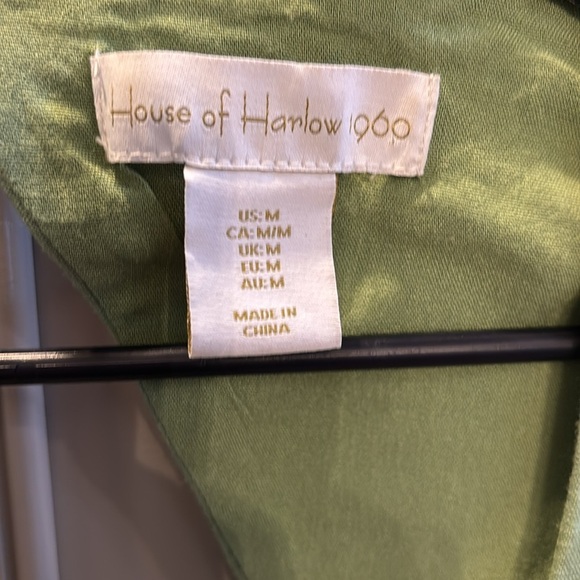 House of Harlow 1960
US:M
CA:M/M
UK:M
EU:M
AU:M
MADE IN
CHINA